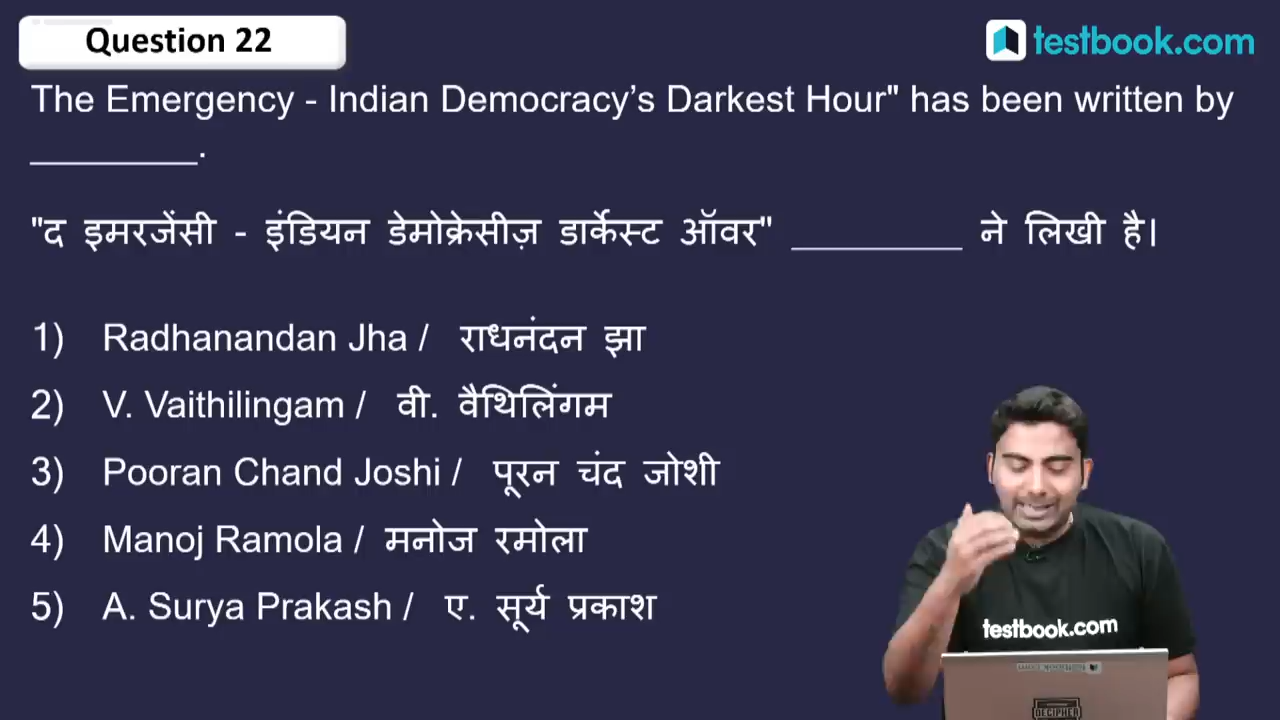 Question 22
testbook.com
The Emergency - Indian Democracy’s Darkest Hour" has been written by
________.
"द इमरजेंसी - इंडियन डेमोक्रेसीज़ डार्केस्ट ऑवर" ________ ने लिखी है।
1) Radhanandan Jha / राधनंदन झा
2) V. Vaithilingam / वी. वैथिलिंगम
3) Pooran Chand Joshi / पूरन चंद जोशी
4) Manoj Ramola / मनोज रमोला
5) A. Surya Prakash / ए. सूर्य प्रकाश
testbook.com
DECIPHER